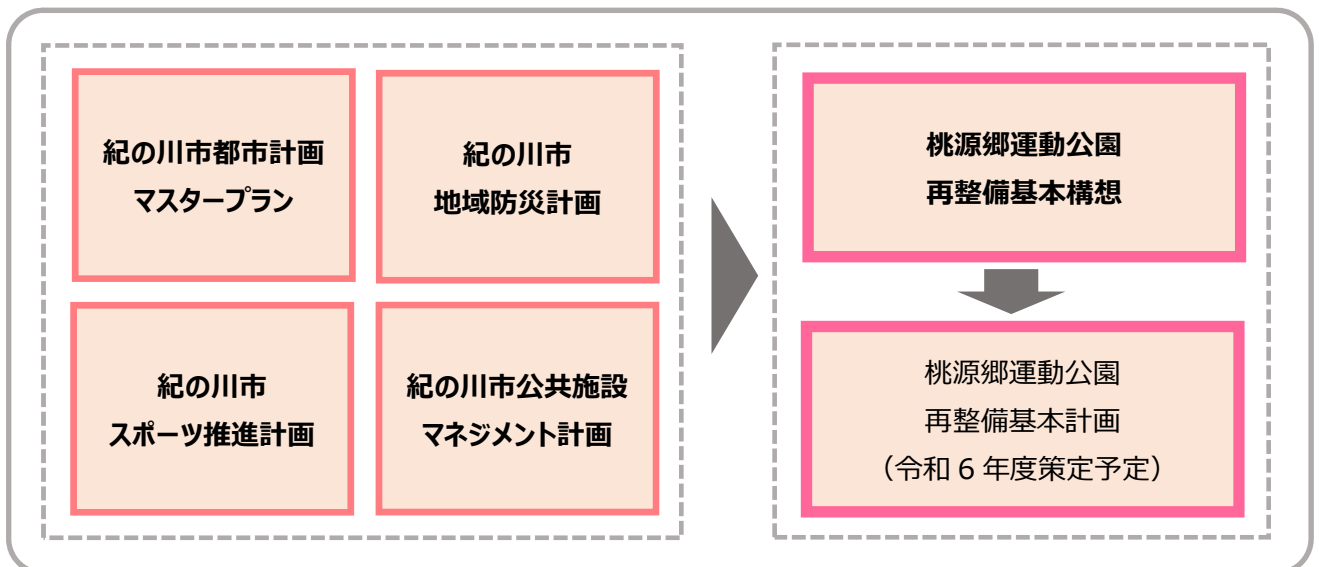 紀の川市都市計画
マスタープラン
紀の川市
地域防災計画
紀の川市
スポーツ推進計画
紀の川市公共施設
マネジメント計画
桃源郷運動公園
再整備基本構想
桃源郷運動公園
再整備基本計画
（令和 6 年度策定予定）